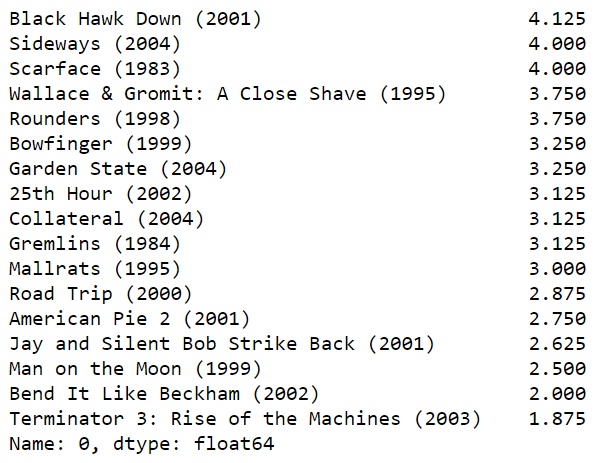 Black Hawk Down (2001) 4.125
Sideways (2004) 4.000
Scarface (1983) 4.000
Wallace & Gromit: A Close Shave (1995) 3.750
Rounders (1998) 3.750
Bowfinger (1999) 3.250
Garden State (2004) 3.250
25th Hour (2002) 3.125
Collateral (2004) 3.125
Gremlins (1984) 3.125
Mallrats (1995) 3.000
Road Trip (2000) 2.875
American Pie 2 (2001) 2.750
Jay and Silent Bob Strike Back (2001) 2.625
Man on the Moon (1999) 2.500
Bend It Like Beckham (2002) 2.000
Terminator 3: Rise of the Machines (2003) 1.875
Name: 0, dtype: float64